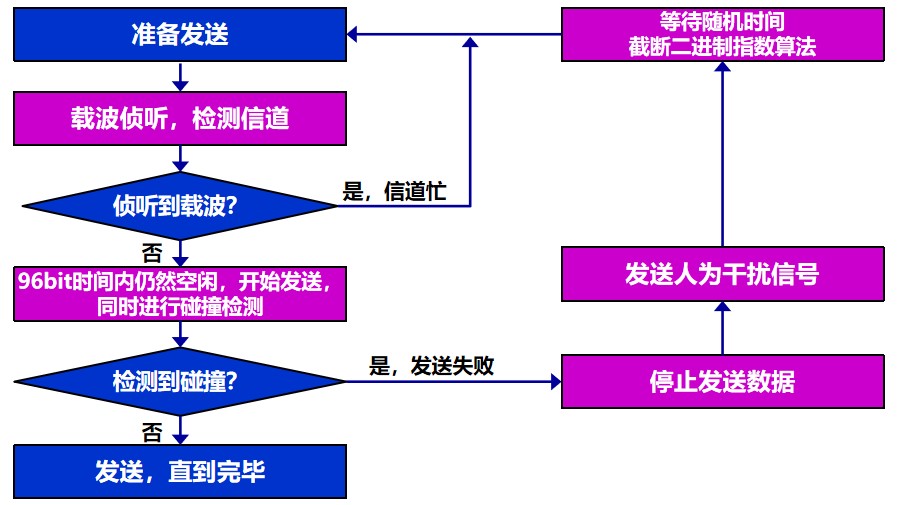 准备发送
等待随机时间
截断二进制指数算法
载波侦听，检测信道
侦听到载波?
是，信道忙
否
96bit时间内仍然空闲，开始发送，
同时进行碰撞检测
发送人为干扰信号
检测到碰撞?
是，发送失败
停止发送数据
否
发送，直到完毕